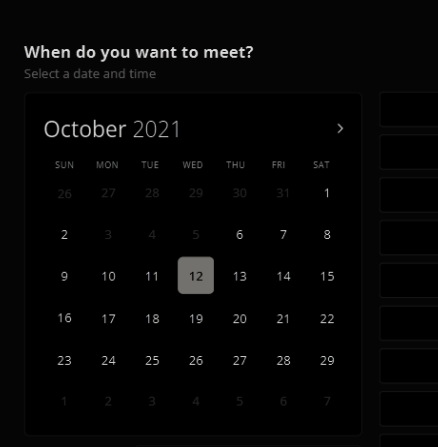 When do you want to meet?
Select a date and time
October 2021 >
SUN MON TUE WED THU FRI SAT
26 27 28 29 30 31 1
2 3 4 5 6 7 8
9 10 11 12 13 14 15
16 17 18 19 20 21 22
23 24 25 26 27 28 29
1 2 3 4 5 6 7